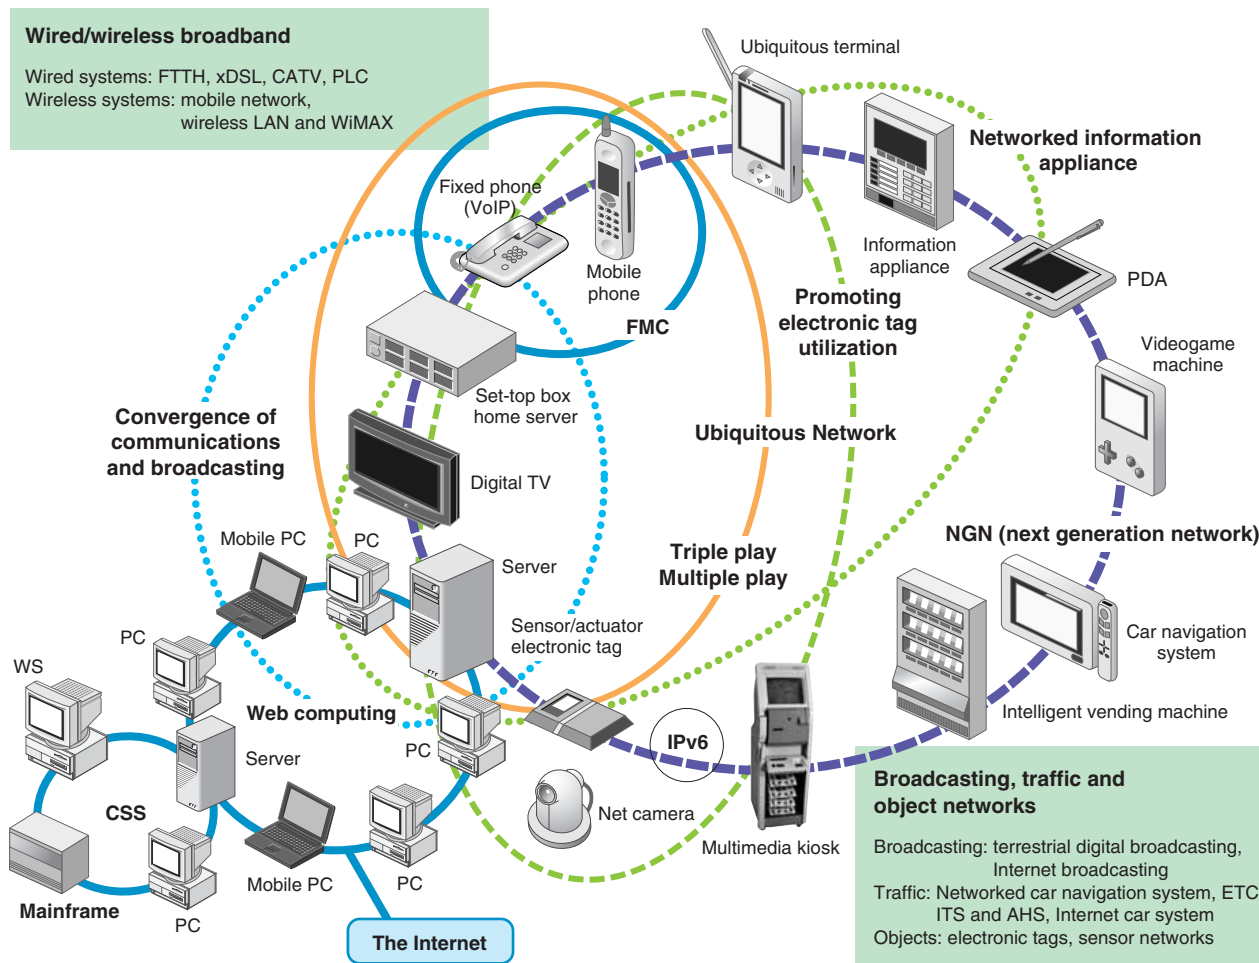 Wired/wireless broadband
Wired systems: FTTH, xDSL, CATV, PLC
Wireless systems: mobile network,
wireless LAN and WiMAX
Ubiquitous terminal
Networked information
appliance
Fixed phone
(VoIP)
Mobile
phone
Information
appliance
PDA
FMC
Promoting
electronic tag
utilization
Videogame
machine
Set-top box
home server
Convergence of
communications
and broadcasting
Ubiquitous Network
Digital TV
Mobile PC
PC
Server
Triple play
Multiple play
NGN (next generation network)
Sensor/actuator
electronic tag
PC
WS
Car navigation
system
Web computing
Intelligent vending machine
PC
IPv6
Server
CSS
Net camera
Multimedia kiosk
Mobile PC
PC
Mainframe
PC
The Internet
Broadcasting, traffic and
object networks
Broadcasting: terrestrial digital broadcasting,
Internet broadcasting
Traffic: Networked car navigation system, ETC
ITS and AHS, Internet car system
Objects: electronic tags, sensor networks